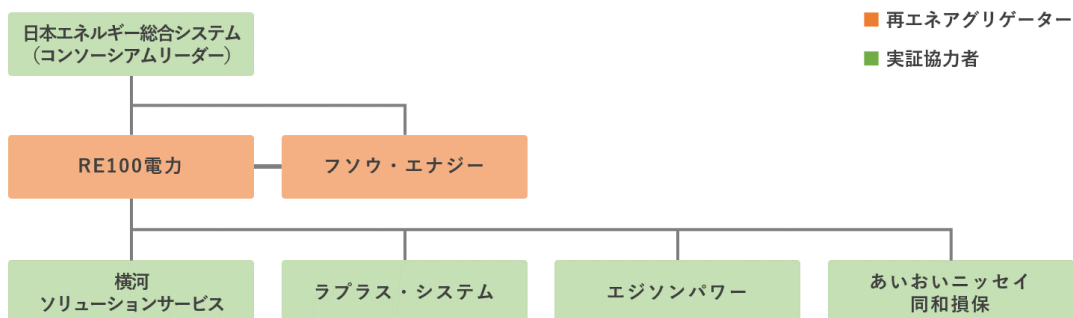 日本エネルギー総合システム
（コンソーシアムリーダー）
再エネアグリゲーター
実証協力者
RE100電力
フソウ・エナジー
横河
ソリューションサービス
ラプラス・システム
エジソンパワー
あいおいニッセイ
同和損保